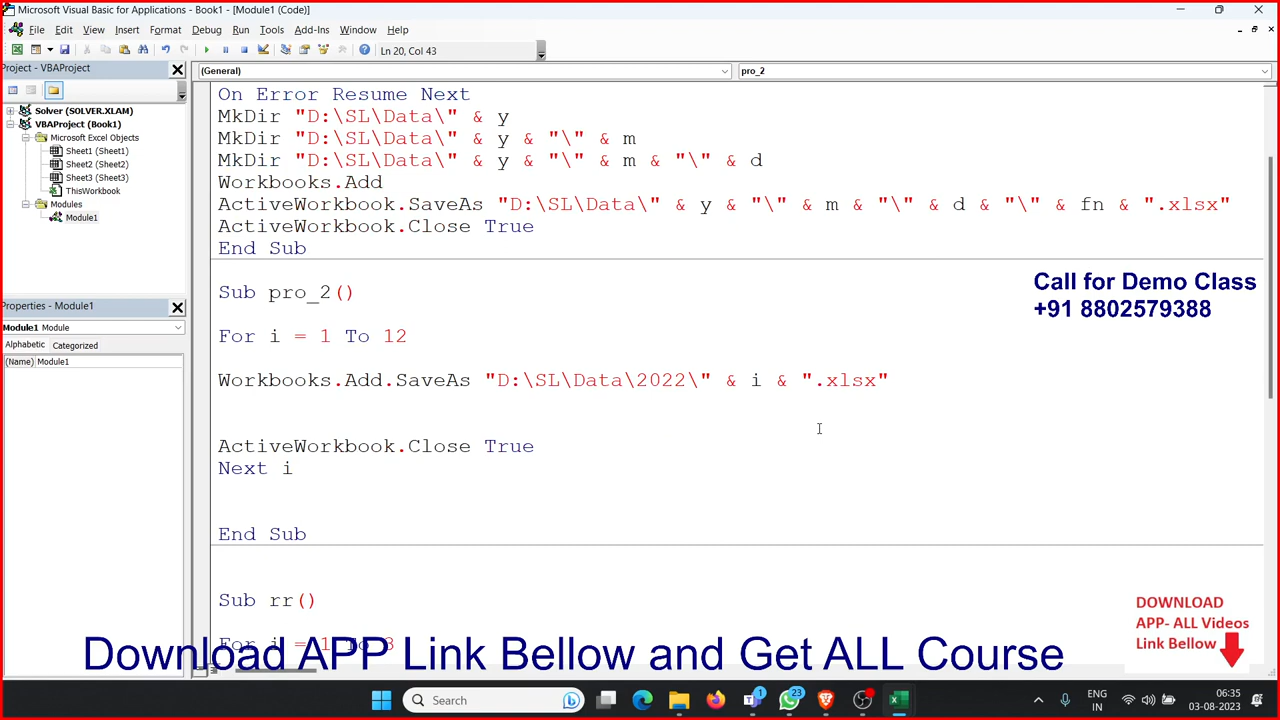 Microsoft Visual Basic for Applications - Book1 - [Module1 (Code)]
File Edit View Insert Format Debug Run Tools Add-Ins Window Help
Ln 20, Col 43
Project - VBAProject
Solver (SOLVER.XLAM)
VBAProject (Book1)
Microsoft Excel Objects
Sheet1 (Sheet1)
Sheet2 (Sheet2)
Sheet3 (Sheet3)
ThisWorkbook
Modules
Module1
Properties - Module1
Module1 Module
Alphabetic Categorized
(Name) Module1
(General) pro_2
On Error Resume Next
MkDir "D:\SL\Data\" & y
MkDir "D:\SL\Data\" & y & "\" & m
MkDir "D:\SL\Data\" & y & "\" & m & "\" & d
Workbooks.Add
ActiveWorkbook.SaveAs "D:\SL\Data\" & y & "\" & m & "\" & d & "\" & fn & ".xlsx"
ActiveWorkbook.Close True
End Sub
Sub pro_2()
For i = 1 To 12
Workbooks.Add.SaveAs "D:\SL\Data\2022\" & i & ".xlsx"
ActiveWorkbook.Close True
Next i
End Sub
Sub rr()
For i = 1 To 3
Call for Demo Class
+91 8802579388
DOWNLOAD
APP- ALL Videos
Link Bellow
Download APP Link Bellow and Get ALL Course
Search
1
23
ENG
IN
06:35
03-08-2023